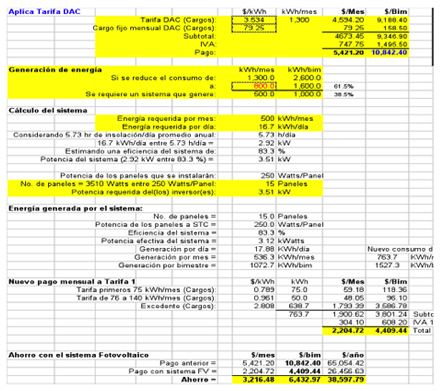 Aplica Tarifa DAC $/kWh kWh/mes $/Mes $/Bim
Tarifa DAC (Cargos): 3.534 1,300 4,594.20 9,188.40
Cargo fijo mensual DAC (Cargos): 79.25 79.25 158.50
Subtotal: 4673.45 9,346.90
IVA: 747.75 1,495.50
Pago: 5,421.20 10,842.40
Generación de energía kWh/mes kWh/bim
Si se reduce el consumo de: 1,300.0 2,600.0
a: 800.0 1,600.0 61.5%
Se requiere un sistema que genere: 500.0 1,000.0 38.5%
Cálculo del sistema
Energía requerida por mes: 500 kWh/mes
Energía requerida por día: 16.7 kWh/día
Considerando 5.73 hr de insolación/día promedio anual: 5.73 h/día
16.7 kWh/día entre 5.73 h/día = 2.92 kW
Estimando una eficiencia del sistema de: 83.3 %
Potencia del sistema (2.92 kW entre 83.3 %) = 3.51 kW
Potencia de los paneles que se instalarán: 250 Watts/Panel
No. de paneles = 3510 Watts entre 250 Watts/Panel: 15 Paneles
Potencia requerida del(los) inversor(es): 3.51 kW
Energía generada por el sistema:
No. de paneles = 15.0 Paneles
Potencia de los paneles a STC = 250.0 Watts/Panel
Eficiencia del sistema = 83.3 %
Potencia efectiva del sistema = 3.12 kWatts
Generación por día = 17.88 KWh/día Nuevo consumo d
Generación por mes = 536.3 KWh/mes 763.7 KWh/
Generación por bimestre = 1072.7 KWh/bim 1527.3 KWh/
Nuevo pago mensual a Tarifa 1 $/kWh kWh $/Mes $/Bim
Tarifa primeros 75 kWh/mes (Cargos): 0.789 75.0 59.18 118.36
Tarifa de 76 a 140 kWh/mes (Cargos): 0.961 50.0 48.05 96.10
Excedente (Cargos): 2.808 638.7 1,793.39 3,586.78
763.7 1,900.62 3,801.24 Subto
304.10 608.20 IVA 1
2,204.72 4,409.44 Total
Ahorro con el sistema Fotovoltaico $/mes $/bim $/año
Pago anterior = 5,421.20 10,842.40 65,054.42
Pago con sistema FV = 2,204.72 4,409.44 26,456.63
Ahorro = 3,216.48 6,432.97 38,597.79